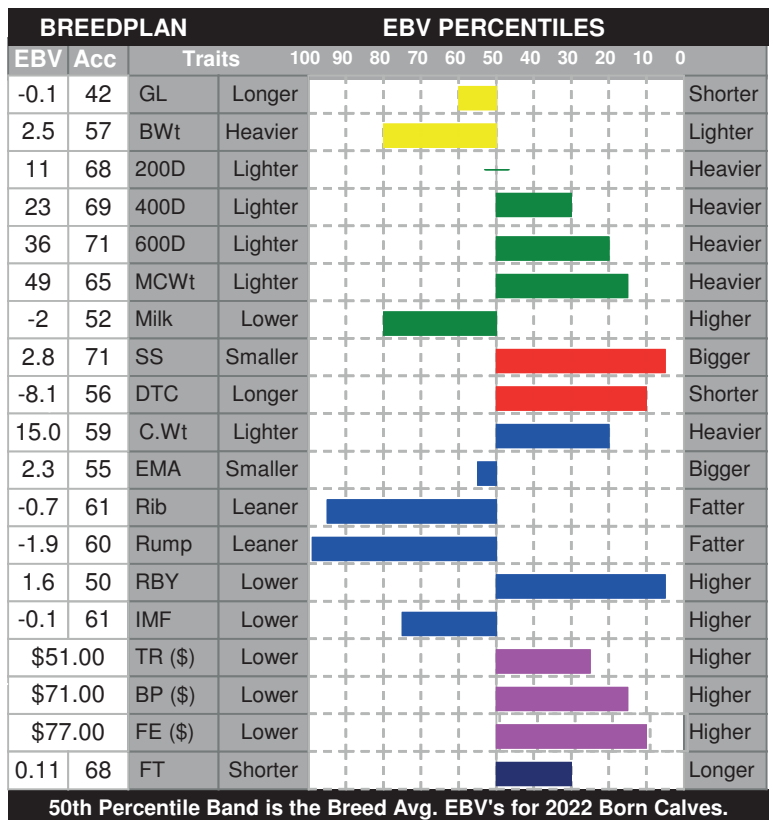 BREEDPLAN EBV PERCENTILES
EBV Acc Traits 100 90 80 70 60 50 40 30 20 10 0
-0.1 42 GL Longer Shorter
2.5 57 BWt Heavier Lighter
11 68 200D Lighter Heavier
23 69 400D Lighter Heavier
36 71 600D Lighter Heavier
49 65 MCWt Lighter Heavier
-2 52 Milk Lower Higher
2.8 71 SS Smaller Bigger
-8.1 56 DTC Longer Shorter
15.0 59 C.Wt Lighter Heavier
2.3 55 EMA Smaller Bigger
-0.7 61 Rib Leaner Fatter
-1.9 60 Rump Leaner Fatter
1.6 50 RBY Lower Higher
-0.1 61 IMF Lower Higher
$51.00 TR ($) Lower Higher
$71.00 BP ($) Lower Higher
$77.00 FE ($) Lower Higher
0.11 68 FT Shorter Longer
50th Percentile Band is the Breed Avg. EBV's for 2022 Born Calves.